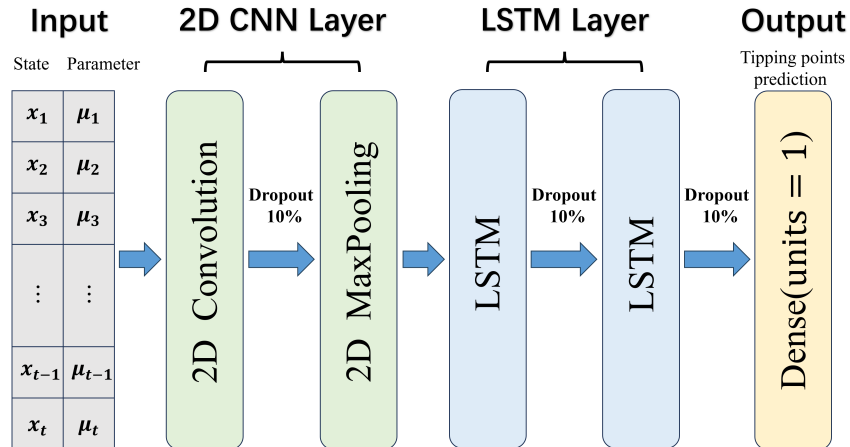 Input 2D CNN Layer LSTM Layer Output
State Parameter
Tipping points
prediction
x₁ μ₁
x₂ μ₂
x₃ μ₃
⋮ ⋮
xₜ₋₁ μₜ₋₁
xₜ μₜ
2D Convolution
Dropout
10%
2D MaxPooling
LSTM
Dropout
10%
LSTM
Dropout
10%
Dense(units = 1)